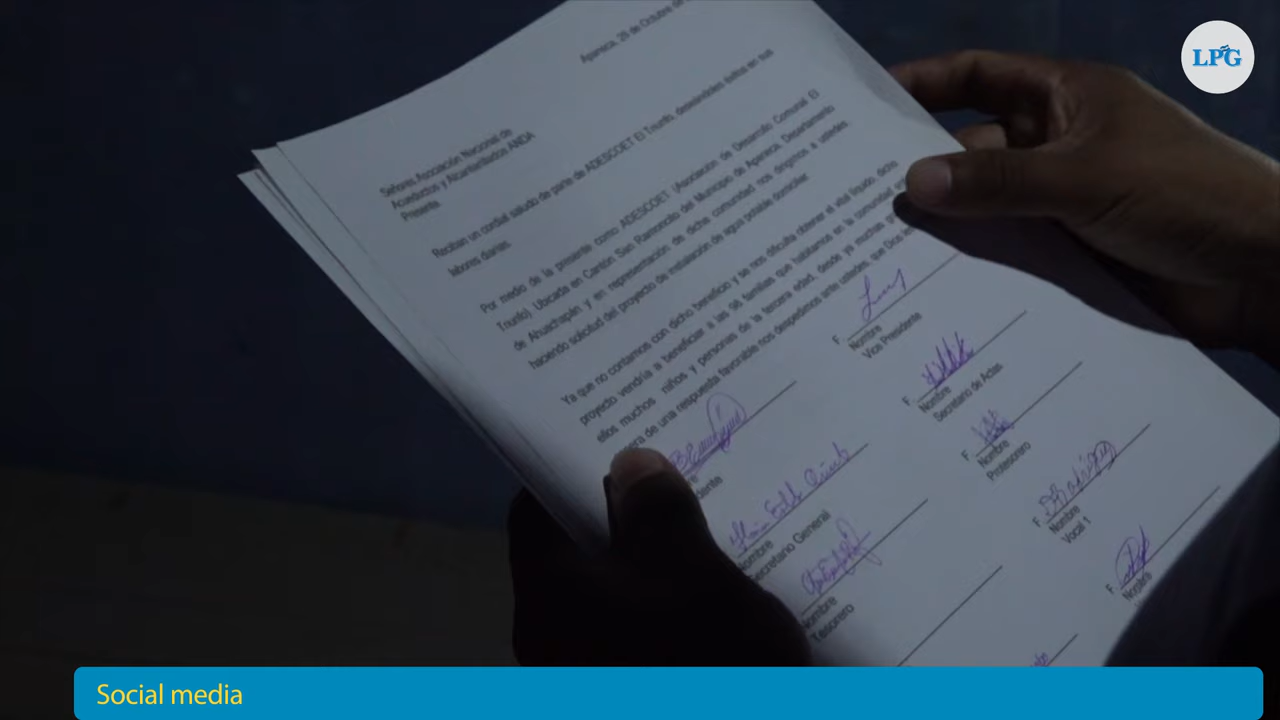 LPG
Apaneca, 29 de Octubre de
Señores Asociación Nacional de
Acueductos y Alcantarillados ANDA
Presente.
Reciban un cordial saludo de parte de ADESCOET El Triunfo, deseándoles éxitos en sus
labores diarias.
Por medio de la presente como ADESCOET (Asociación de Desarrollo Comunal El
Triunfo) Ubicada en Cantón San Ramoncito del Municipio de Apaneca, Departamento
de Ahuachapán y en representación de dicha comunidad nos dirigimos a ustedes
haciendo solicitud del proyecto de instalación de agua potable domiciliar.
Ya que no contamos con dicho beneficio y se nos dificulta obtener el vital líquido, dicho
proyecto vendría a beneficiar a las 98 familias que habitamos en la comunidad
ellos muchos niños y personas de la tercera edad, desde ya muchas
de una respuesta favorable nos despedimos ante ustedes, que Dios
F.
Nombre
Vice Presidente
F.
Nombre
Secretario de Actas
Nombre
Secretario General
F.
Nombre
Protesorero
Nombre
Tesorero
F
Nombre
Vocal 1
F
Nombre
Social media